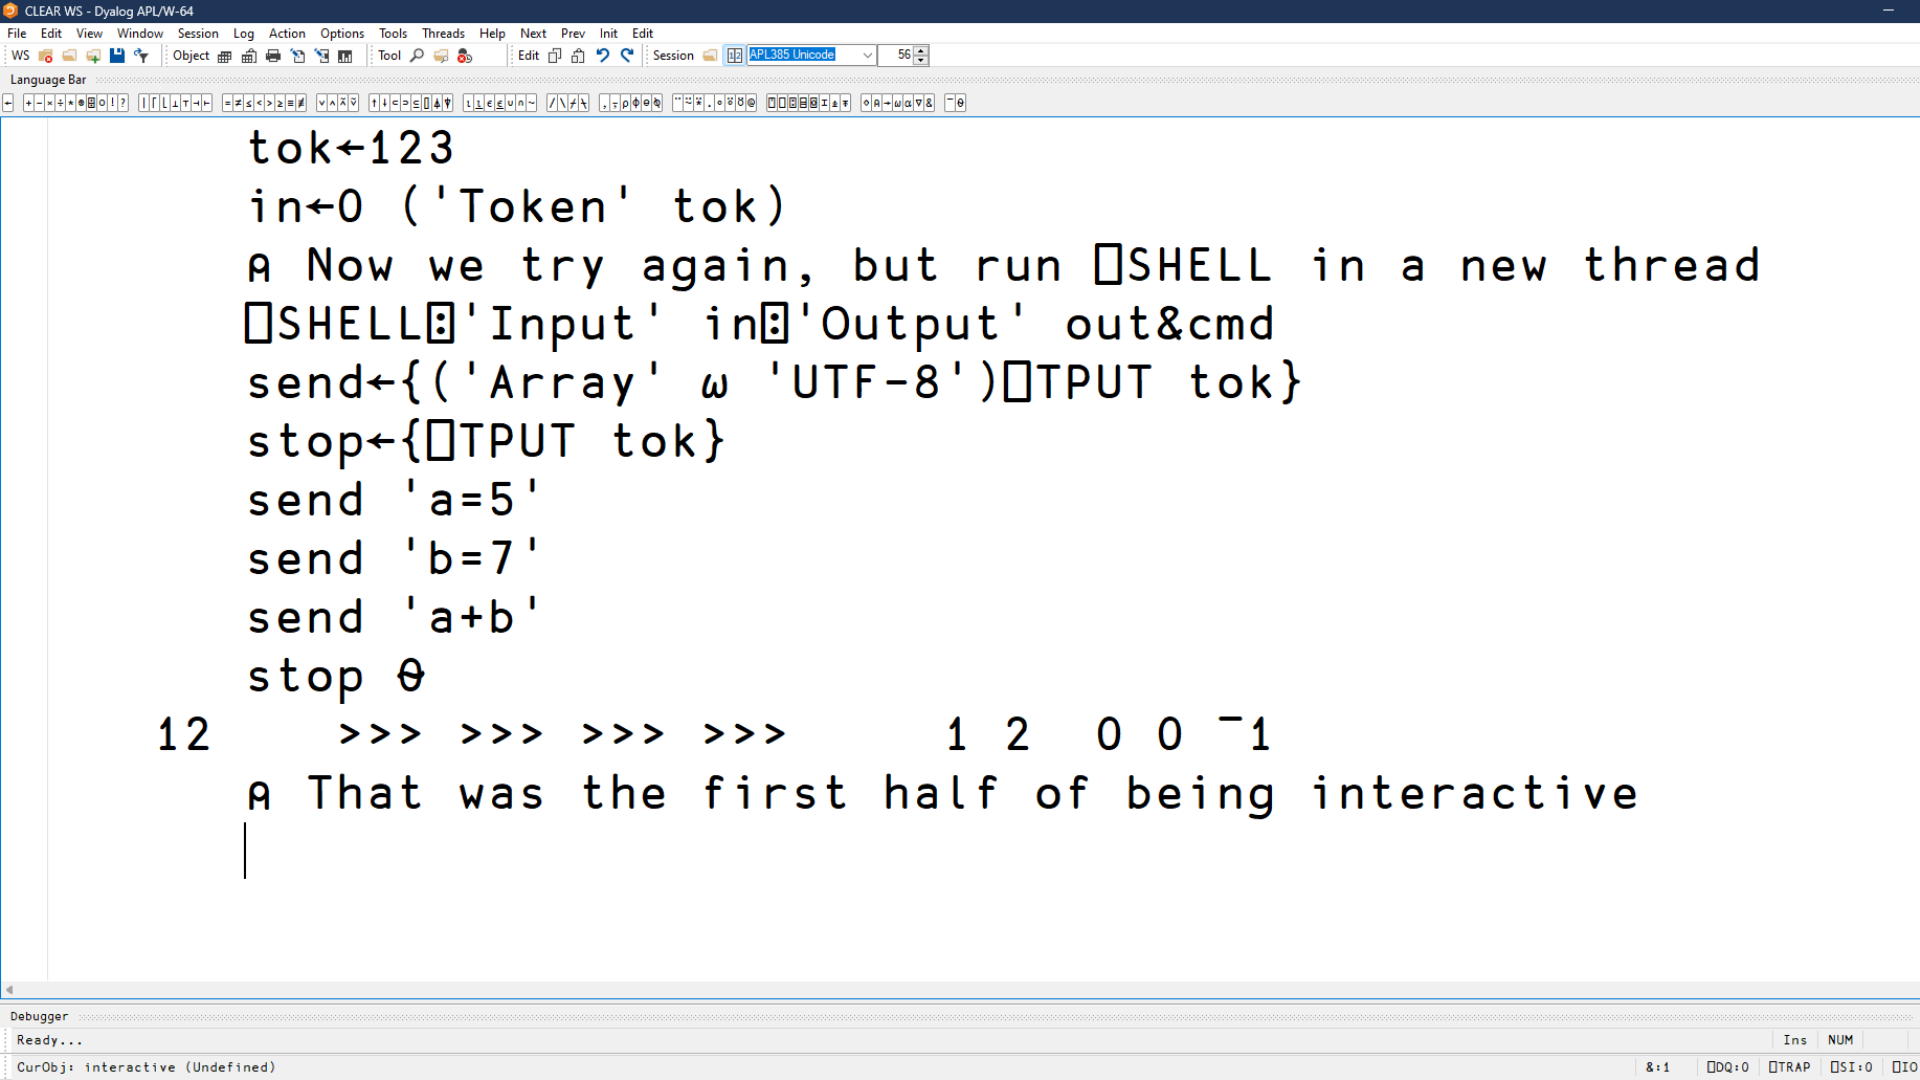 CLEAR WS - Dyalog APL/W-64
File Edit View Window Session Log Action Options Tools Threads Help Next Prev Init Edit
WS Object Tool Edit Session APL385 Unicode 56
Language Bar
tok←123
in←0 ('Token' tok)
⍝ Now we try again, but run ⎕SHELL in a new thread
⎕SHELL⍠'Input' in⍠'Output' out&cmd
send←{('Array' ⍵ 'UTF-8')⎕TPUT tok}
stop←{⎕TPUT tok}
send 'a=5'
send 'b=7'
send 'a+b'
stop ⍬
12 >>> >>> >>> >>> 1 2 0 0 ¯1
⍝ That was the first half of being interactive
Debugger
Ready...
Ins NUM
CurObj: interactive (Undefined)
&:1 ⎕DQ:0 ⎕TRAP ⎕SI:0 ⎕IO